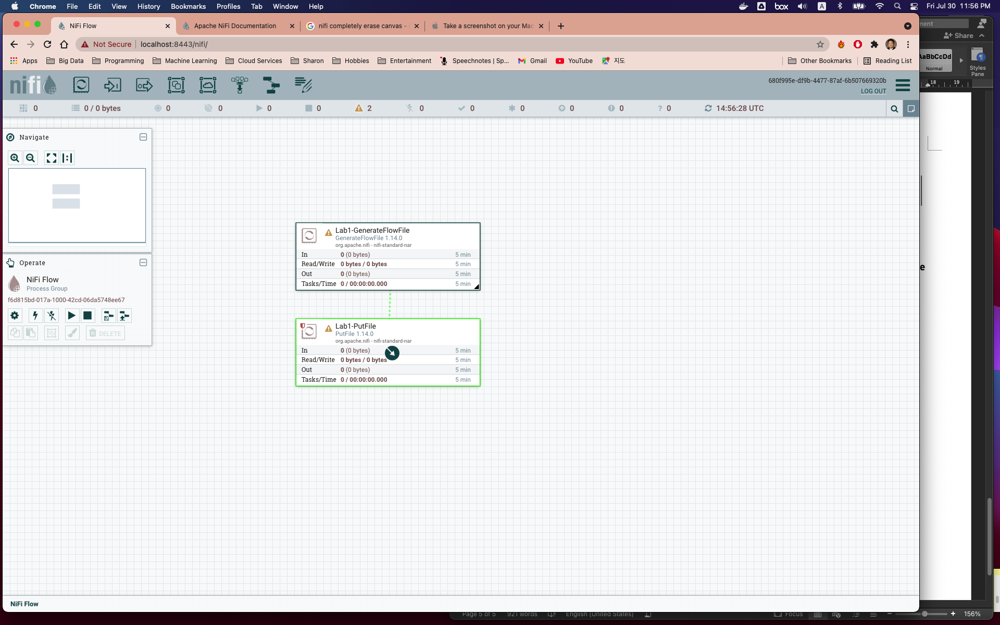 Chrome File Edit View History Bookmarks Profiles Tab Window Help
box A Fri Jul 30 11:56 PM
NiFi Flow
Apache NiFi Documentation
nifi completely erase canvas -
Take a screenshot on your Mac
Not Secure localhost:8443/nifi/
Apps Big Data Programming Machine Learning Cloud Services Sharon Hobbies Entertainment Speechnotes | Sp... Gmail YouTube 지도 Other Bookmarks Reading List
nifi
680f995e-df9b-4477-87af-6b507669320b
LOG OUT
0 0 / 0 bytes 0 0 0 0 2 0 0 0 0 0 ? 0 14:56:28 UTC
Navigate
Operate
NiFi Flow
Process Group
f6d815bd-017a-1000-42cd-06da5748ee67
DELETE
Lab1-GenerateFlowFile
GenerateFlowFile 1.14.0
org.apache.nifi - nifi-standard-nar
In 0 (0 bytes) 5 min
Read/Write 0 bytes / 0 bytes 5 min
Out 0 (0 bytes) 5 min
Tasks/Time 0 / 00:00:00.000 5 min
Lab1-PutFile
PutFile 1.14.0
org.apache.nifi - nifi-standard-nar
In 0 (0 bytes) 5 min
Read/Write 0 bytes / 0 bytes 5 min
Out 0 (0 bytes) 5 min
Tasks/Time 0 / 00:00:00.000 5 min
NiFi Flow
ment
Share
AaBbCcDd
Normal
Styles
Pane
18 19
e
Page 5 of 5 921 words English (United States) Focus 156%